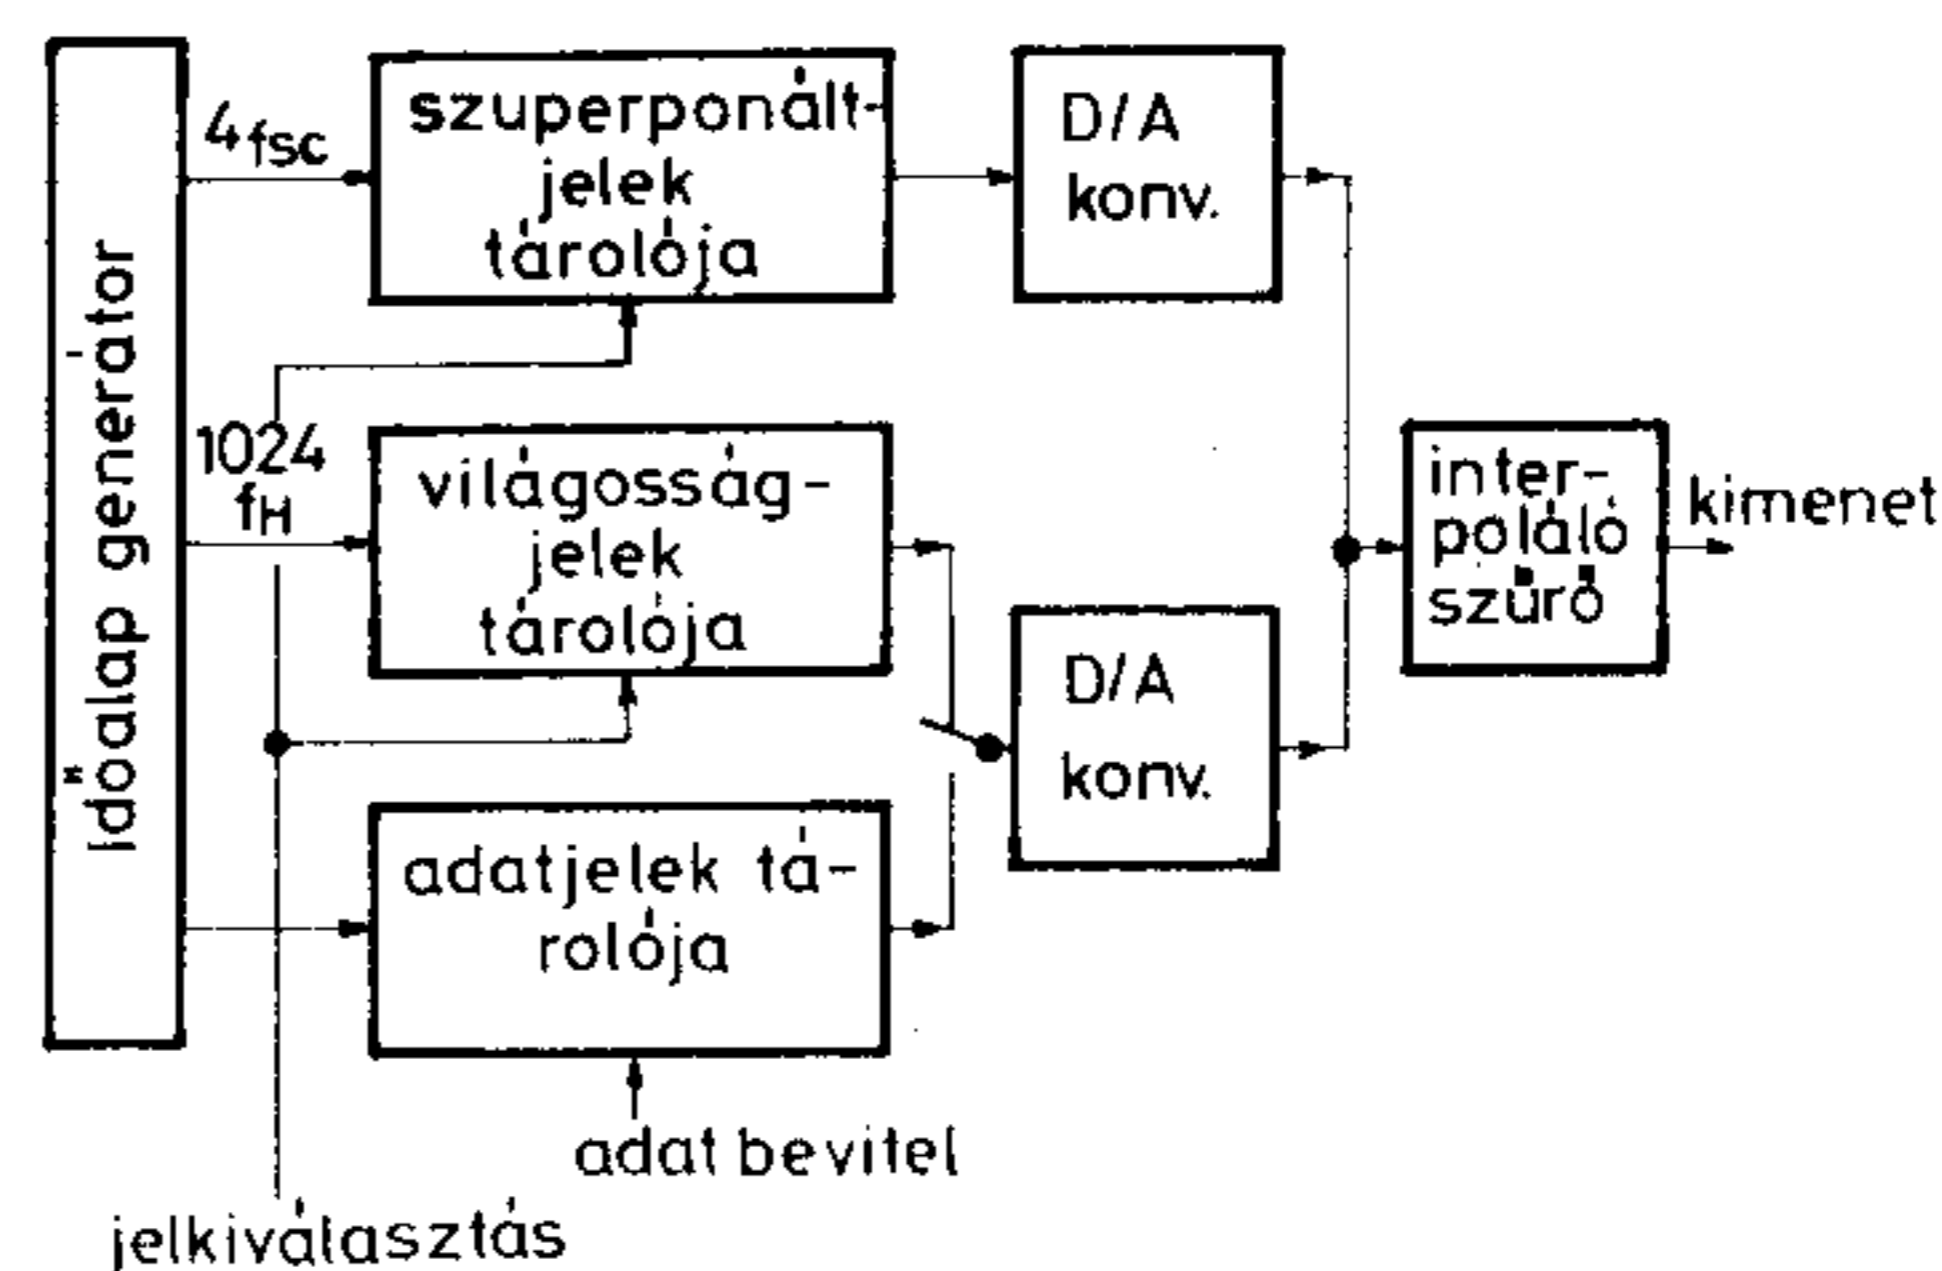 Időalap generátor
4fsc
szuperponált-
jelek
tárolója
D/A
konv.
1024
fH
világosság-
jelek
tárolója
inter-
poláló
szűrő
kimenet
D/A
konv.
adatjelek tá-
rolója
adat bevitel
jelkiválasztás